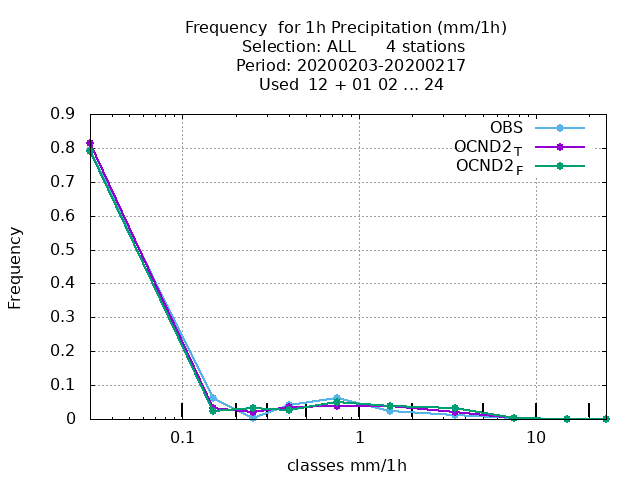 Frequency  for 1h Precipitation (mm/1h)
Selection: ALL      4 stations
Period: 20200203-20200217
Used  12 + 01 02 ... 24
0.9
0.8
0.7
0.6
0.5
0.4
0.3
0.2
0.1
0
Frequency
OBS
OCND2T
OCND2F
0.1
1
10
classes mm/1h